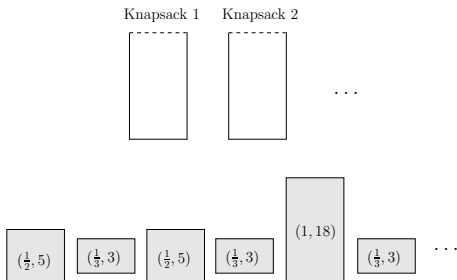 Knapsack 1 Knapsack 2
...
(1/2, 5) (1/3, 3) (1/2, 5) (1/3, 3) (1, 18) (1/3, 3) ...